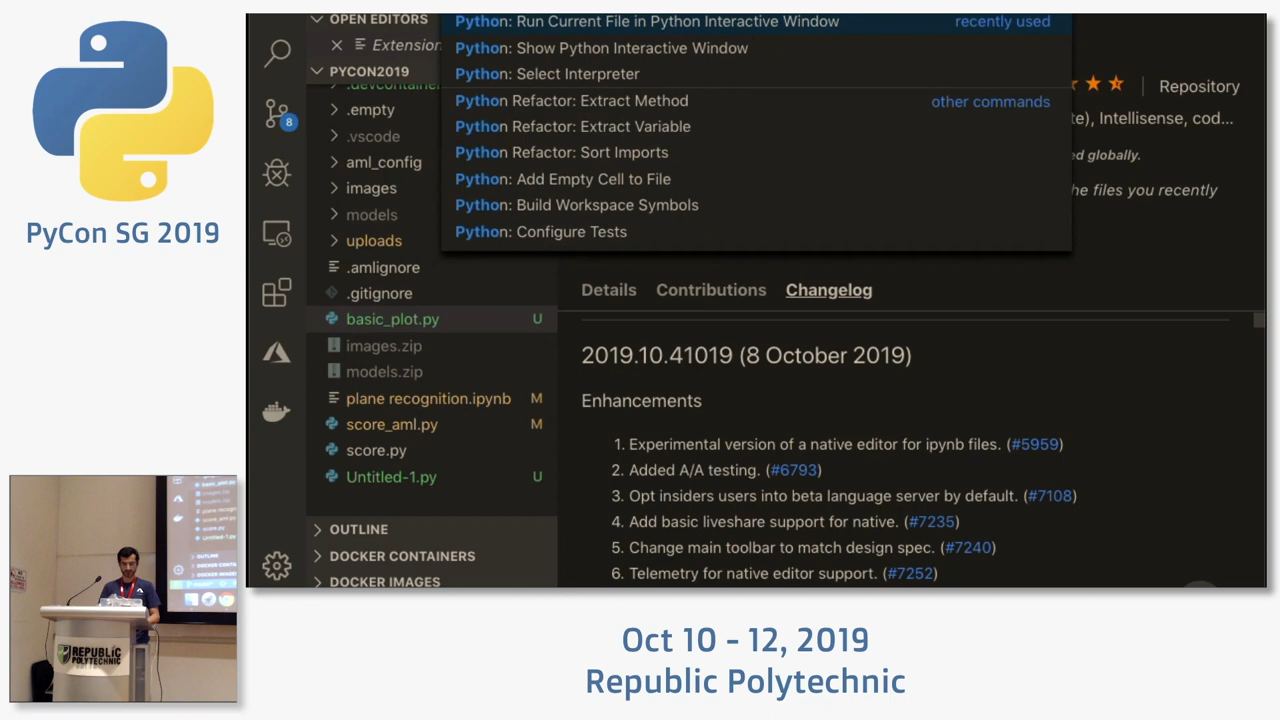 PyCon SG 2019
OPEN EDITORS
Extension
PYCON2019
.devcontainer
.empty
.vscode
aml_config
images
models
uploads
.amlignore
.gitignore
basic_plot.py U
images.zip
models.zip
plane recognition.ipynb M
score_aml.py M
score.py
Untitled-1.py U
OUTLINE
DOCKER CONTAINERS
DOCKER IMAGES
8
Python: Run Current File in Python Interactive Window recently used
Python: Show Python Interactive Window
Python: Select Interpreter
Python Refactor: Extract Method other commands
Python Refactor: Extract Variable
Python Refactor: Sort Imports
Python: Add Empty Cell to File
Python: Build Workspace Symbols
Python: Configure Tests
Repository
te), Intellisense, cod...
ed globally.
he files you recently
Details Contributions Changelog
2019.10.41019 (8 October 2019)
Enhancements
1. Experimental version of a native editor for ipynb files. (#5959)
2. Added A/A testing. (#6793)
3. Opt insiders users into beta language server by default. (#7108)
4. Add basic liveshare support for native. (#7235)
5. Change main toolbar to match design spec. (#7240)
6. Telemetry for native editor support. (#7252)
REPUBLIC
POLYTECHNIC
Oct 10 - 12, 2019
Republic Polytechnic